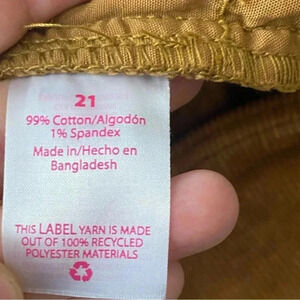 21
99% Cotton/Algodón
1% Spandex
Made in/Hecho en
Bangladesh
THIS LABEL YARN IS MADE
OUT OF 100% RECYCLED
POLYESTER MATERIALS